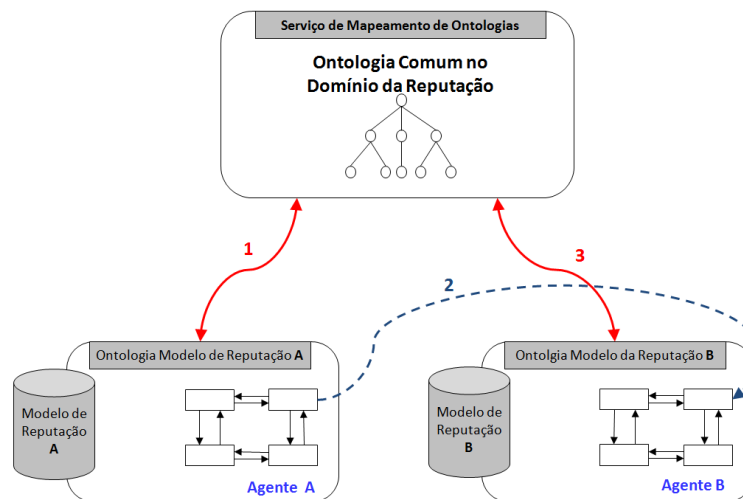 Serviço de Mapeamento de Ontologias
Ontologia Comum no
Domínio da Reputação
1
3
2
Ontologia Modelo de Reputação A
Ontolgia Modelo da Reputação B
Modelo de
Reputação
A
Modelo de
Reputação
B
Agente A
Agente B